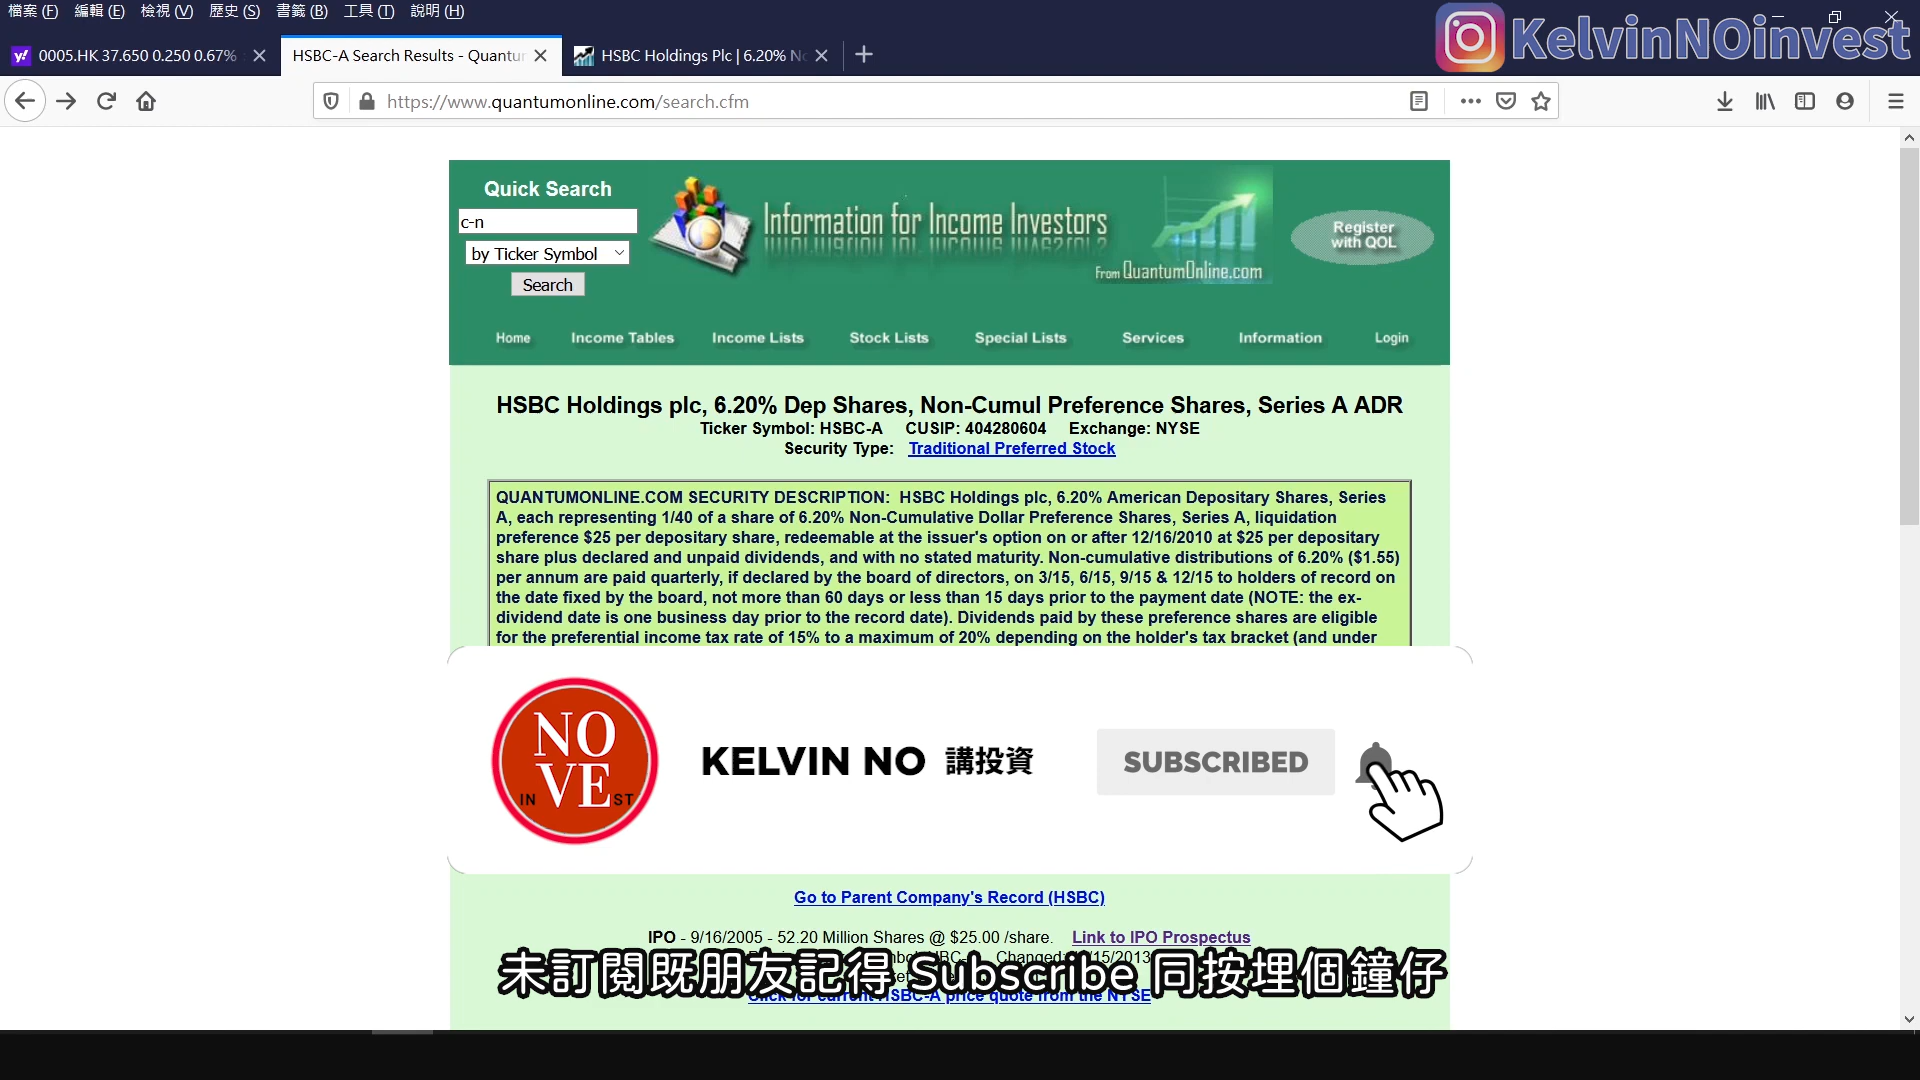 檔案 (F) 編輯 (E) 檢視 (V) 歷史 (S) 書籤 (B) 工具 (T) 說明 (H)
KelvinNOinvest
0005.HK 37.650 0.250 0.67%
HSBC-A Search Results - Quantum
HSBC Holdings Plc | 6.20% No
https://www.quantumonline.com/search.cfm
Quick Search
c-n
by Ticker Symbol
Search
Information for Income Investors
From QuantumOnline.com
Register
with QOL
Home Income Tables Income Lists Stock Lists Special Lists Services Information Login
HSBC Holdings plc, 6.20% Dep Shares, Non-Cumul Preference Shares, Series A ADR
Ticker Symbol: HSBC-A CUSIP: 404280604 Exchange: NYSE
Security Type: Traditional Preferred Stock
QUANTUMONLINE.COM SECURITY DESCRIPTION: HSBC Holdings plc, 6.20% American Depositary Shares, Series
A, each representing 1/40 of a share of 6.20% Non-Cumulative Dollar Preference Shares, Series A, liquidation
preference $25 per depositary share, redeemable at the issuer's option on or after 12/16/2010 at $25 per depositary
share plus declared and unpaid dividends, and with no stated maturity. Non-cumulative distributions of 6.20% ($1.55)
per annum are paid quarterly, if declared by the board of directors, on 3/15, 6/15, 9/15 & 12/15 to holders of record on
the date fixed by the board, not more than 60 days or less than 15 days prior to the payment date (NOTE: the ex-
dividend date is one business day prior to the record date). Dividends paid by these preference shares are eligible
for the preferential income tax rate of 15% to a maximum of 20% depending on the holder's tax bracket (and under
NO
VE
IN ST
KELVIN NO 講投資
SUBSCRIBED
Go to Parent Company's Record (HSBC)
IPO - 9/16/2005 - 52.20 Million Shares @ $25.00 /share. Link to IPO Prospectus
Changed: 15/2013
未訂閱既朋友記得 Subscribe 同按埋個鐘仔
Click for current HSBC-A price quote from the NYSE